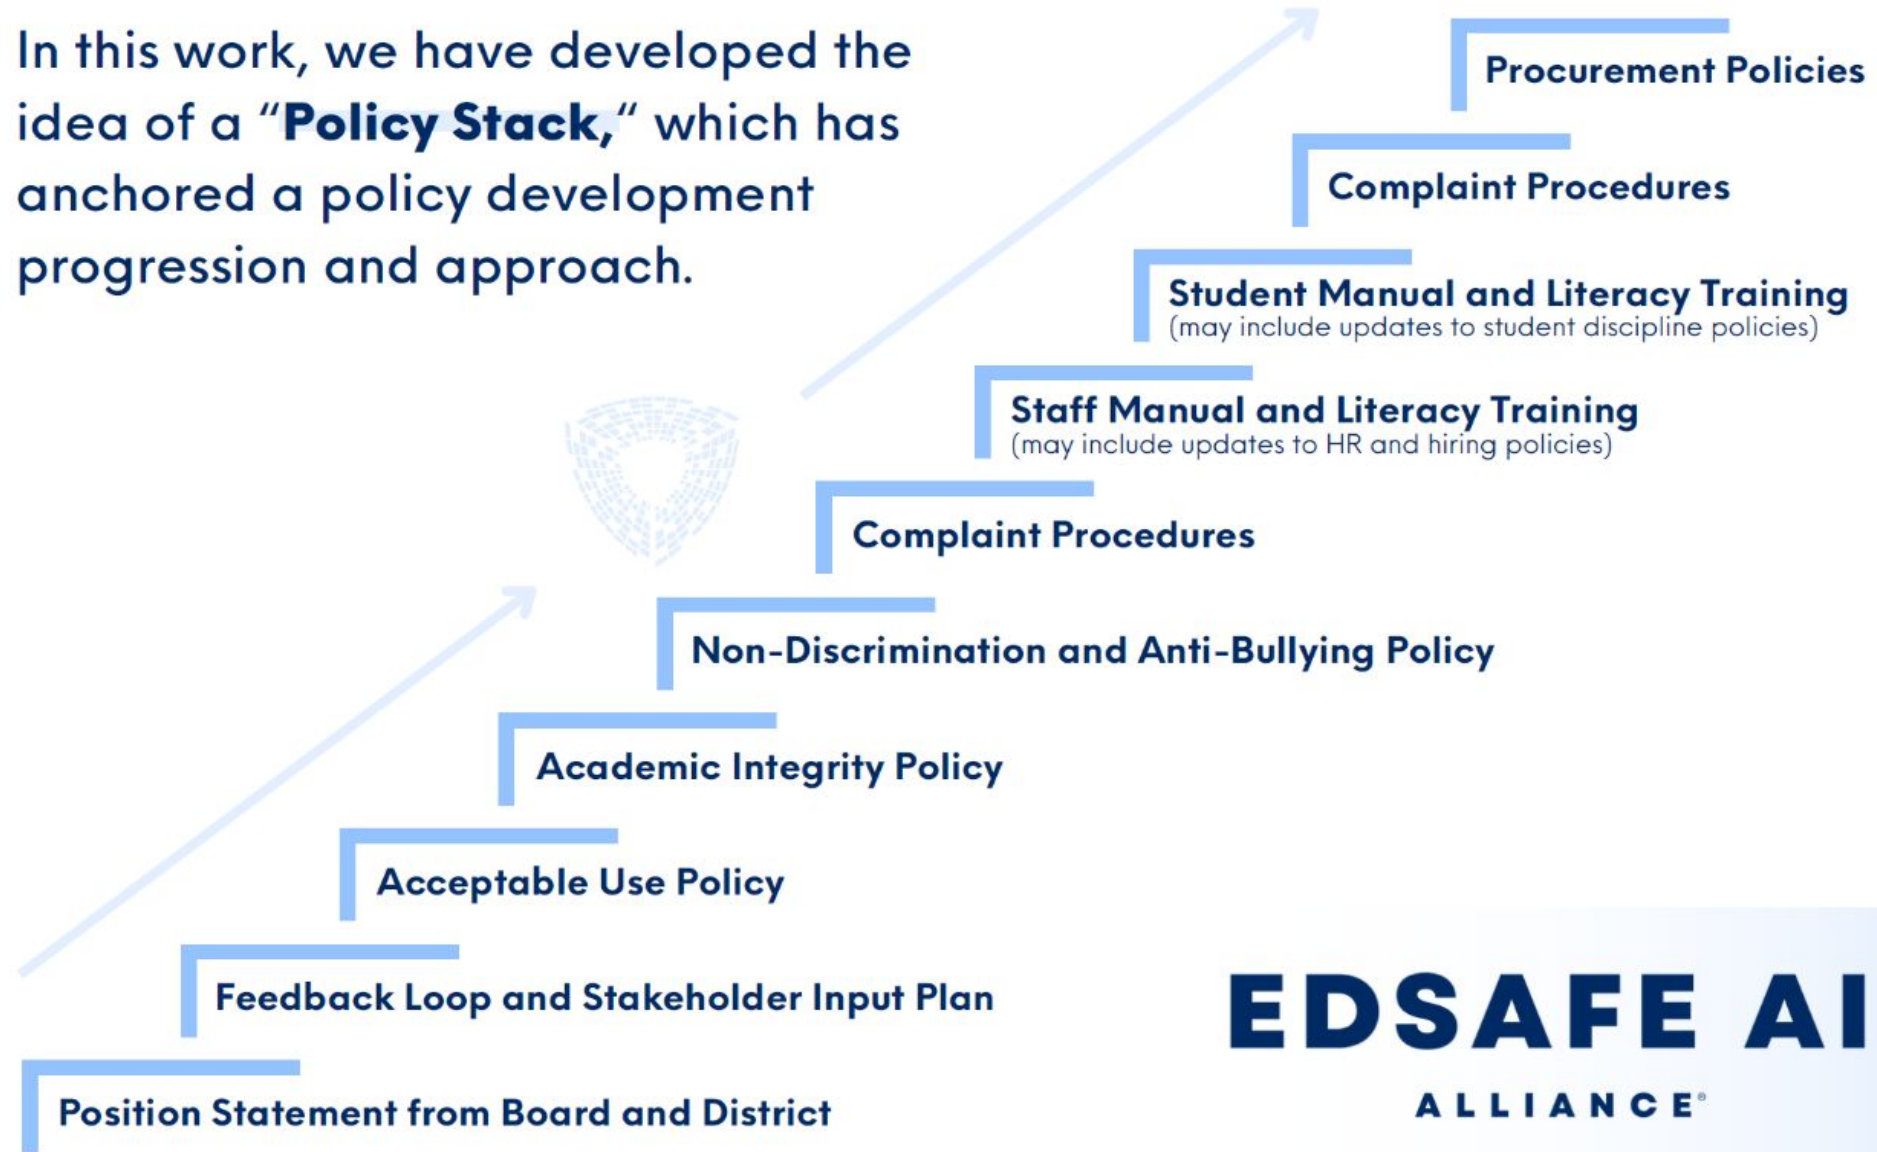 In this work, we have developed the
idea of a “Policy Stack,“ which has
anchored a policy development
progression and approach.
Procurement Policies
Complaint Procedures
Student Manual and Literacy Training
(may include updates to student discipline policies)
Staff Manual and Literacy Training
(may include updates to HR and hiring policies)
Complaint Procedures
Non-Discrimination and Anti-Bullying Policy
Academic Integrity Policy
Acceptable Use Policy
Feedback Loop and Stakeholder Input Plan
Position Statement from Board and District
EDSAFE AI
ALLIANCE®